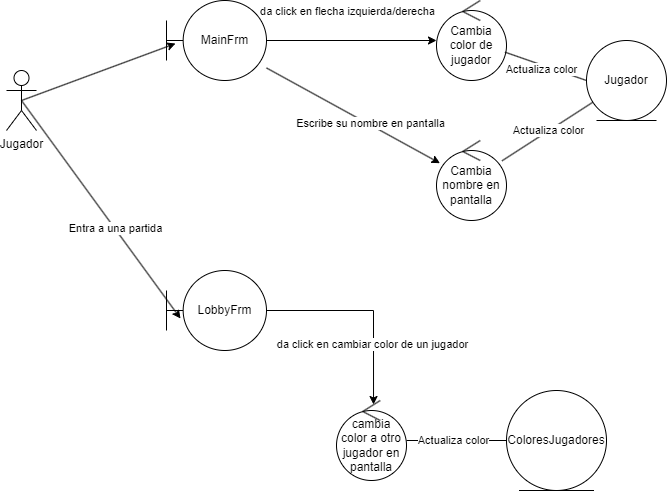 da click en flecha izquierda/derecha
MainFrm
Cambia
color de
jugador
Actualiza color
Jugador
Jugador
Escribe su nombre en pantalla
Actualiza color
Cambia
nombre en
pantalla
Entra a una partida
LobbyFrm
da click en cambiar color de un jugador
cambia
color a otro
jugador en
pantalla
Actualiza color
ColoresJugadores